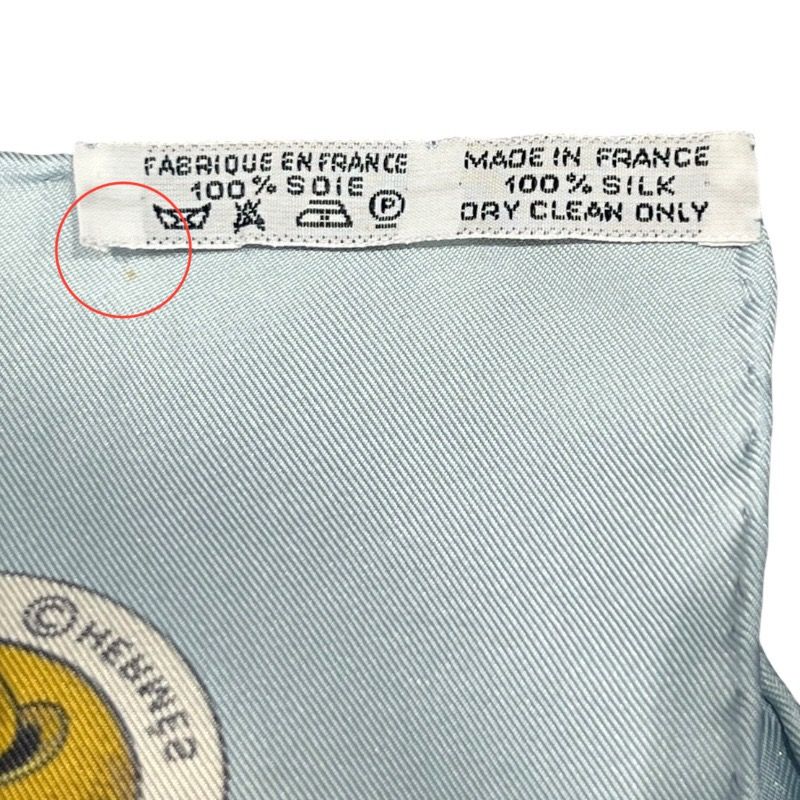 FABRIQUE EN FRANCE
100% SOIE
P
MADE IN FRANCE
100% SILK
DRY CLEAN ONLY
© HERMES